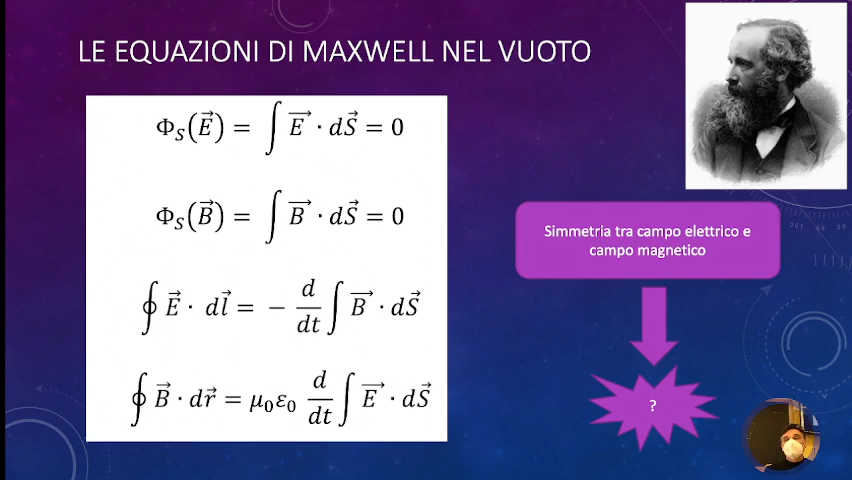 LE EQUAZIONI DI MAXWELL NEL VUOTO
Φ_S(E⃗) = ∫ E⃗ · dS⃗ = 0
Φ_S(B⃗) = ∫ B⃗ · dS⃗ = 0
∮ E⃗ · dl⃗ = − d/dt ∫ B⃗ · dS⃗
∮ B⃗ · dr⃗ = μ₀ε₀ d/dt ∫ E⃗ · dS⃗
Simmetria tra campo elettrico e
campo magnetico
?